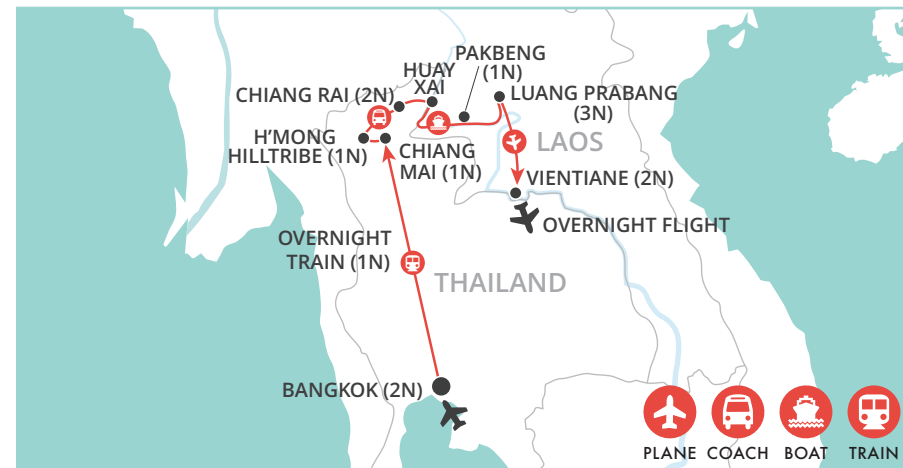 PAKBENG
(1N)
HUAY
XAI
CHIANG RAI (2N)
LUANG PRABANG
(3N)
H'MONG
HILLTRIBE (1N)
CHIANG
MAI (1N)
LAOS
VIENTIANE (2N)
OVERNIGHT FLIGHT
OVERNIGHT
TRAIN (1N)
THAILAND
BANGKOK (2N)
PLANE
COACH
BOAT
TRAIN